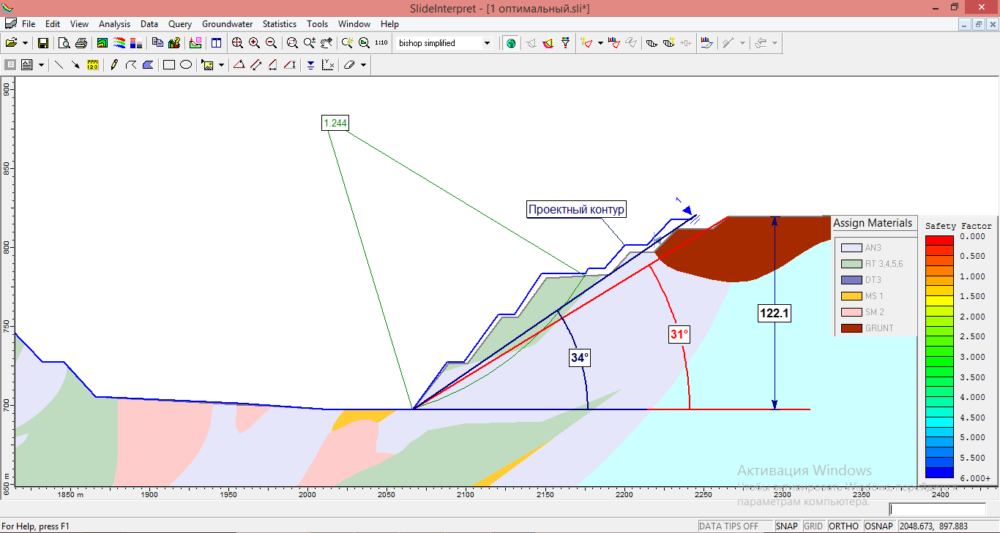 SlideInterpret - [1 оптимальный.sli*]
File Edit View Analysis Data Query Groundwater Statistics Tools Window Help
1:10 bishop simplified
123
900
850
800
750
700
650 m
1.244
Проектный контур
1
34°
31°
122.1
Assign Materials
AN3
RT 3,4,5,6
DT3
MS 1
SM 2
GRUNT
Safety Factor
0.000
0.500
1.000
1.500
2.000
2.500
3.000
3.500
4.000
4.500
5.000
5.500
6.000+
Активация Windows
Чтобы активировать Windows, перейдите к
параметрам компьютера.
1850 m 1900 1950 2000 2050 2100 2150 2200 2250 2300 2350 2400
For Help, press F1 DATA TIPS OFF SNAP GRID ORTHO OSNAP 2048.673, 897.883